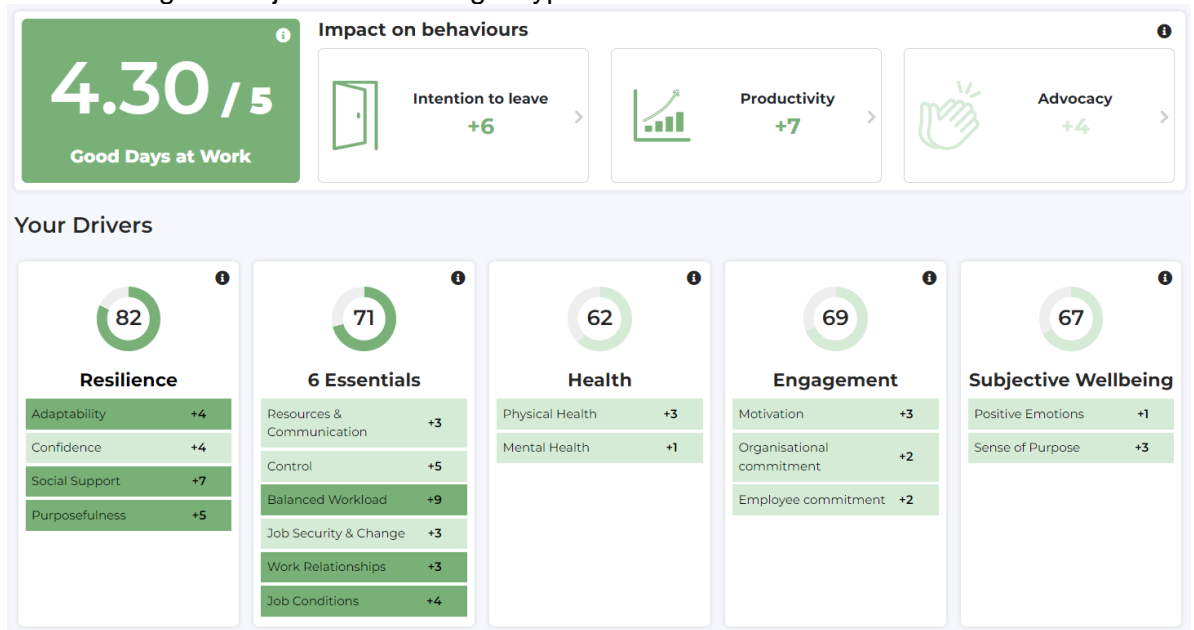 Impact on behaviours
4.30 / 5
Good Days at Work
Intention to leave
+6
Productivity
+7
Advocacy
+4
Your Drivers
82
Resilience
Adaptability +4
Confidence +4
Social Support +7
Purposefulness +5
71
6 Essentials
Resources &
Communication +3
Control +5
Balanced Workload +9
Job Security & Change +3
Work Relationships +3
Job Conditions +4
62
Health
Physical Health +3
Mental Health +1
69
Engagement
Motivation +3
Organisational
commitment +2
Employee commitment +2
67
Subjective Wellbeing
Positive Emotions +1
Sense of Purpose +3